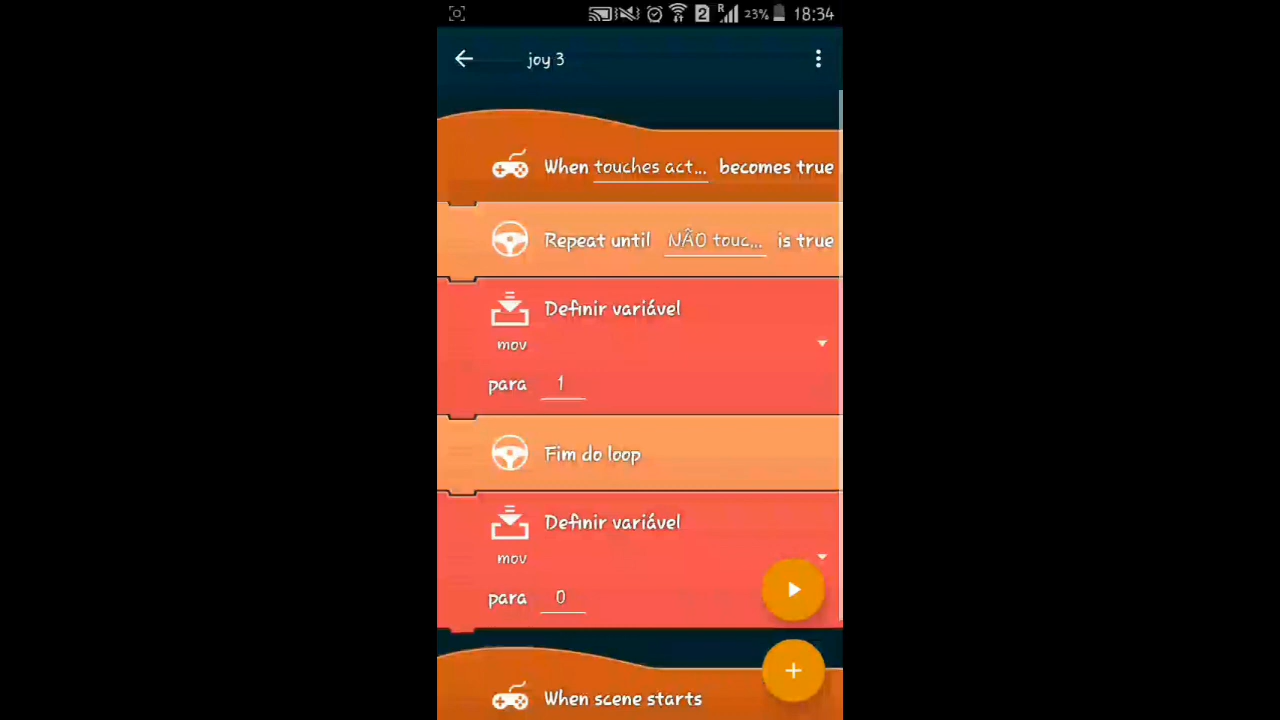 2 R 23% 18:34
joy 3
When touches act... becomes true
Repeat until NÃO touc... is true
Definir variável
mov
para 1
Fim do loop
Definir variável
mov
para 0
When scene starts